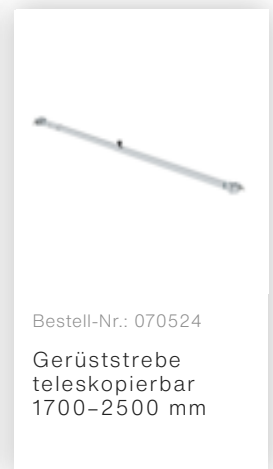 Bestell-Nr.: 070524
Gerüststrebe
teleskopierbar
1700–2500 mm